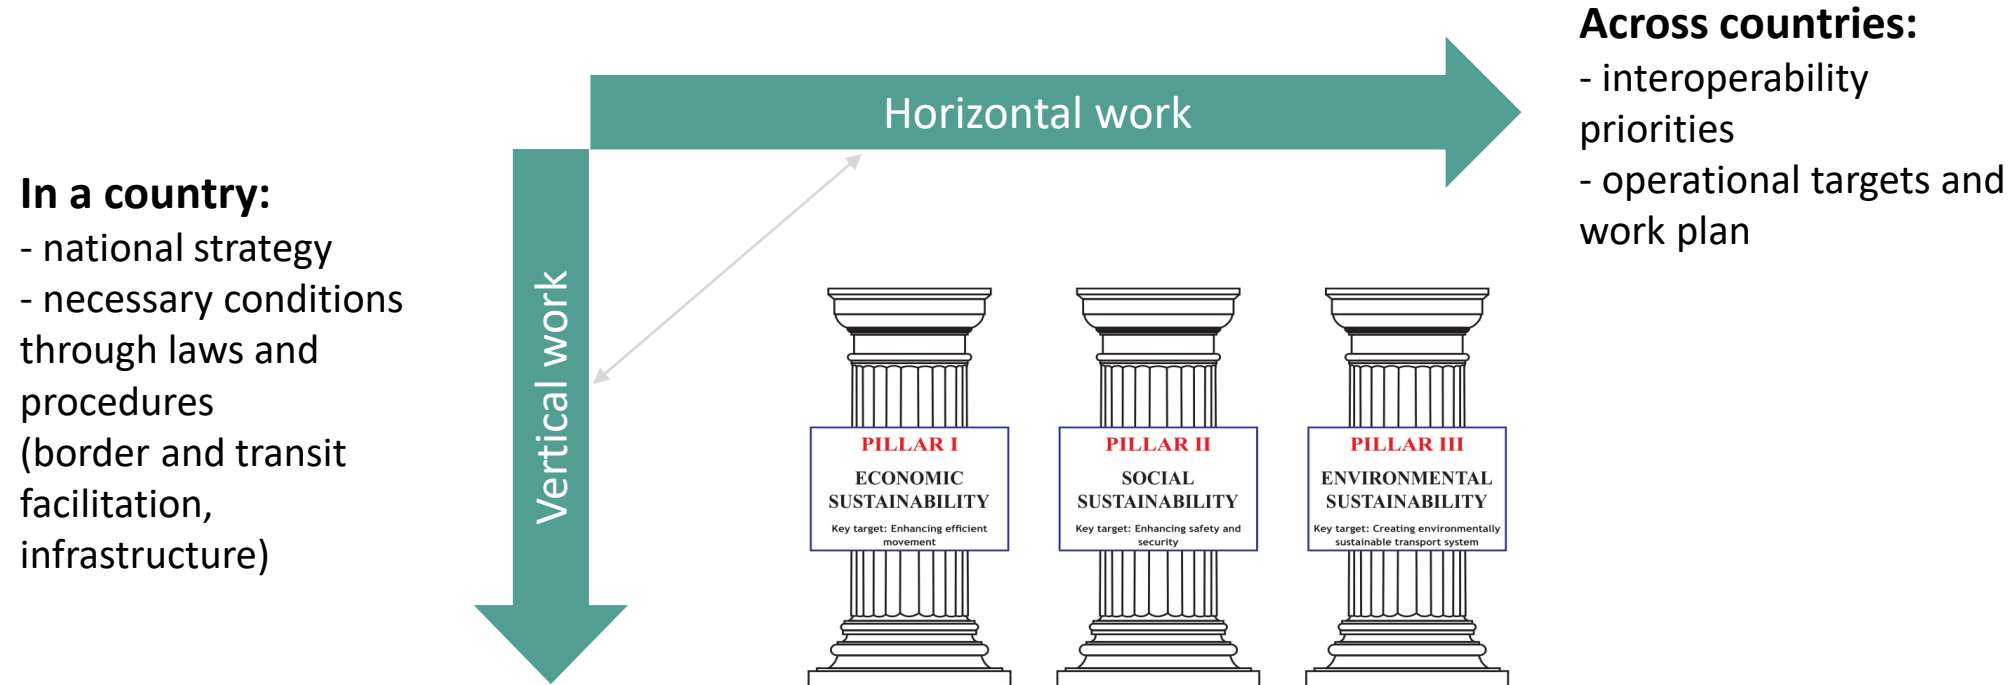 Across countries:
- interoperability
priorities
- operational targets and
work plan
Horizontal work
In a country:
- national strategy
- necessary conditions
through laws and
procedures
(border and transit
facilitation,
infrastructure)
Vertical work
PILLAR I
ECONOMIC
SUSTAINABILITY
Key target: Enhancing efficient
movement
PILLAR II
SOCIAL
SUSTAINABILITY
Key target: Enhancing safety and
security
PILLAR III
ENVIRONMENTAL
SUSTAINABILITY
Key target: Creating environmentally
sustainable transport system